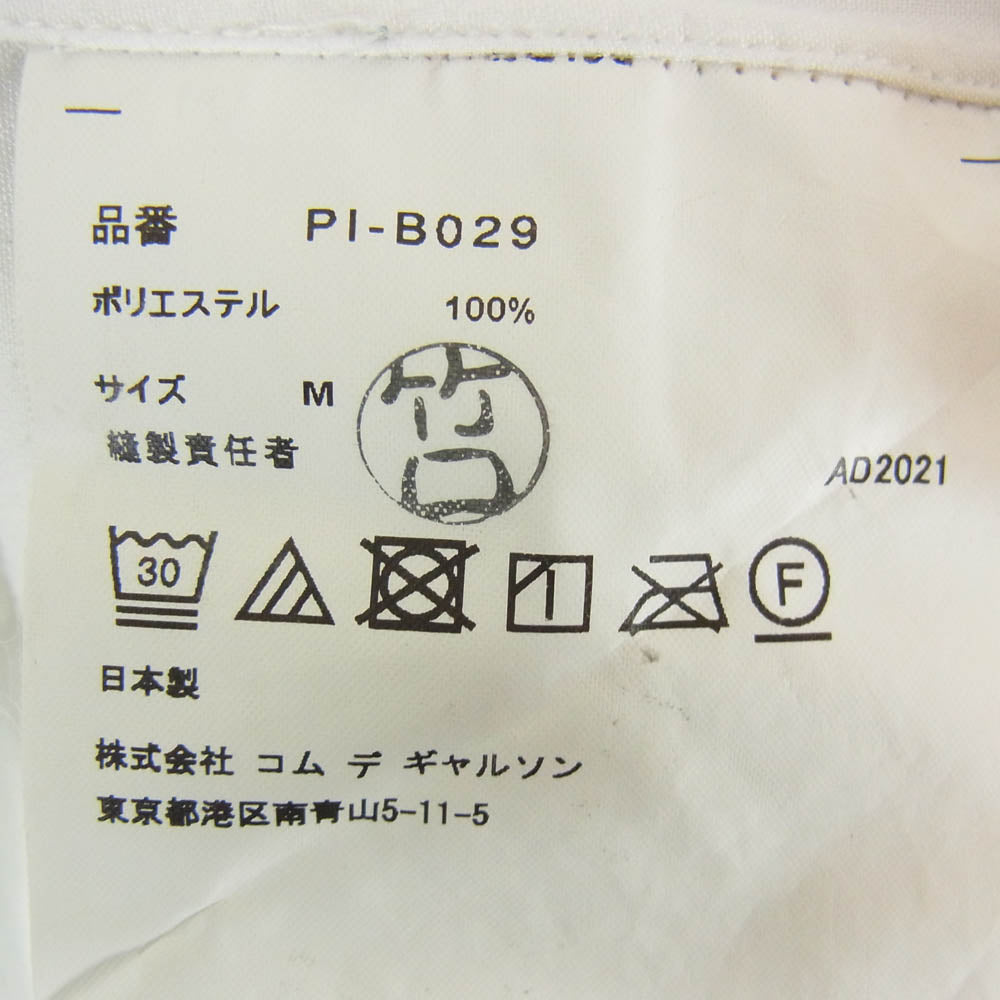 品番 PI-B029
ポリエステル 100%
サイズ M
縫製責任者 竹口
AD2021
30 F
日本製
株式会社 コム デ ギャルソン
東京都港区南青山5-11-5